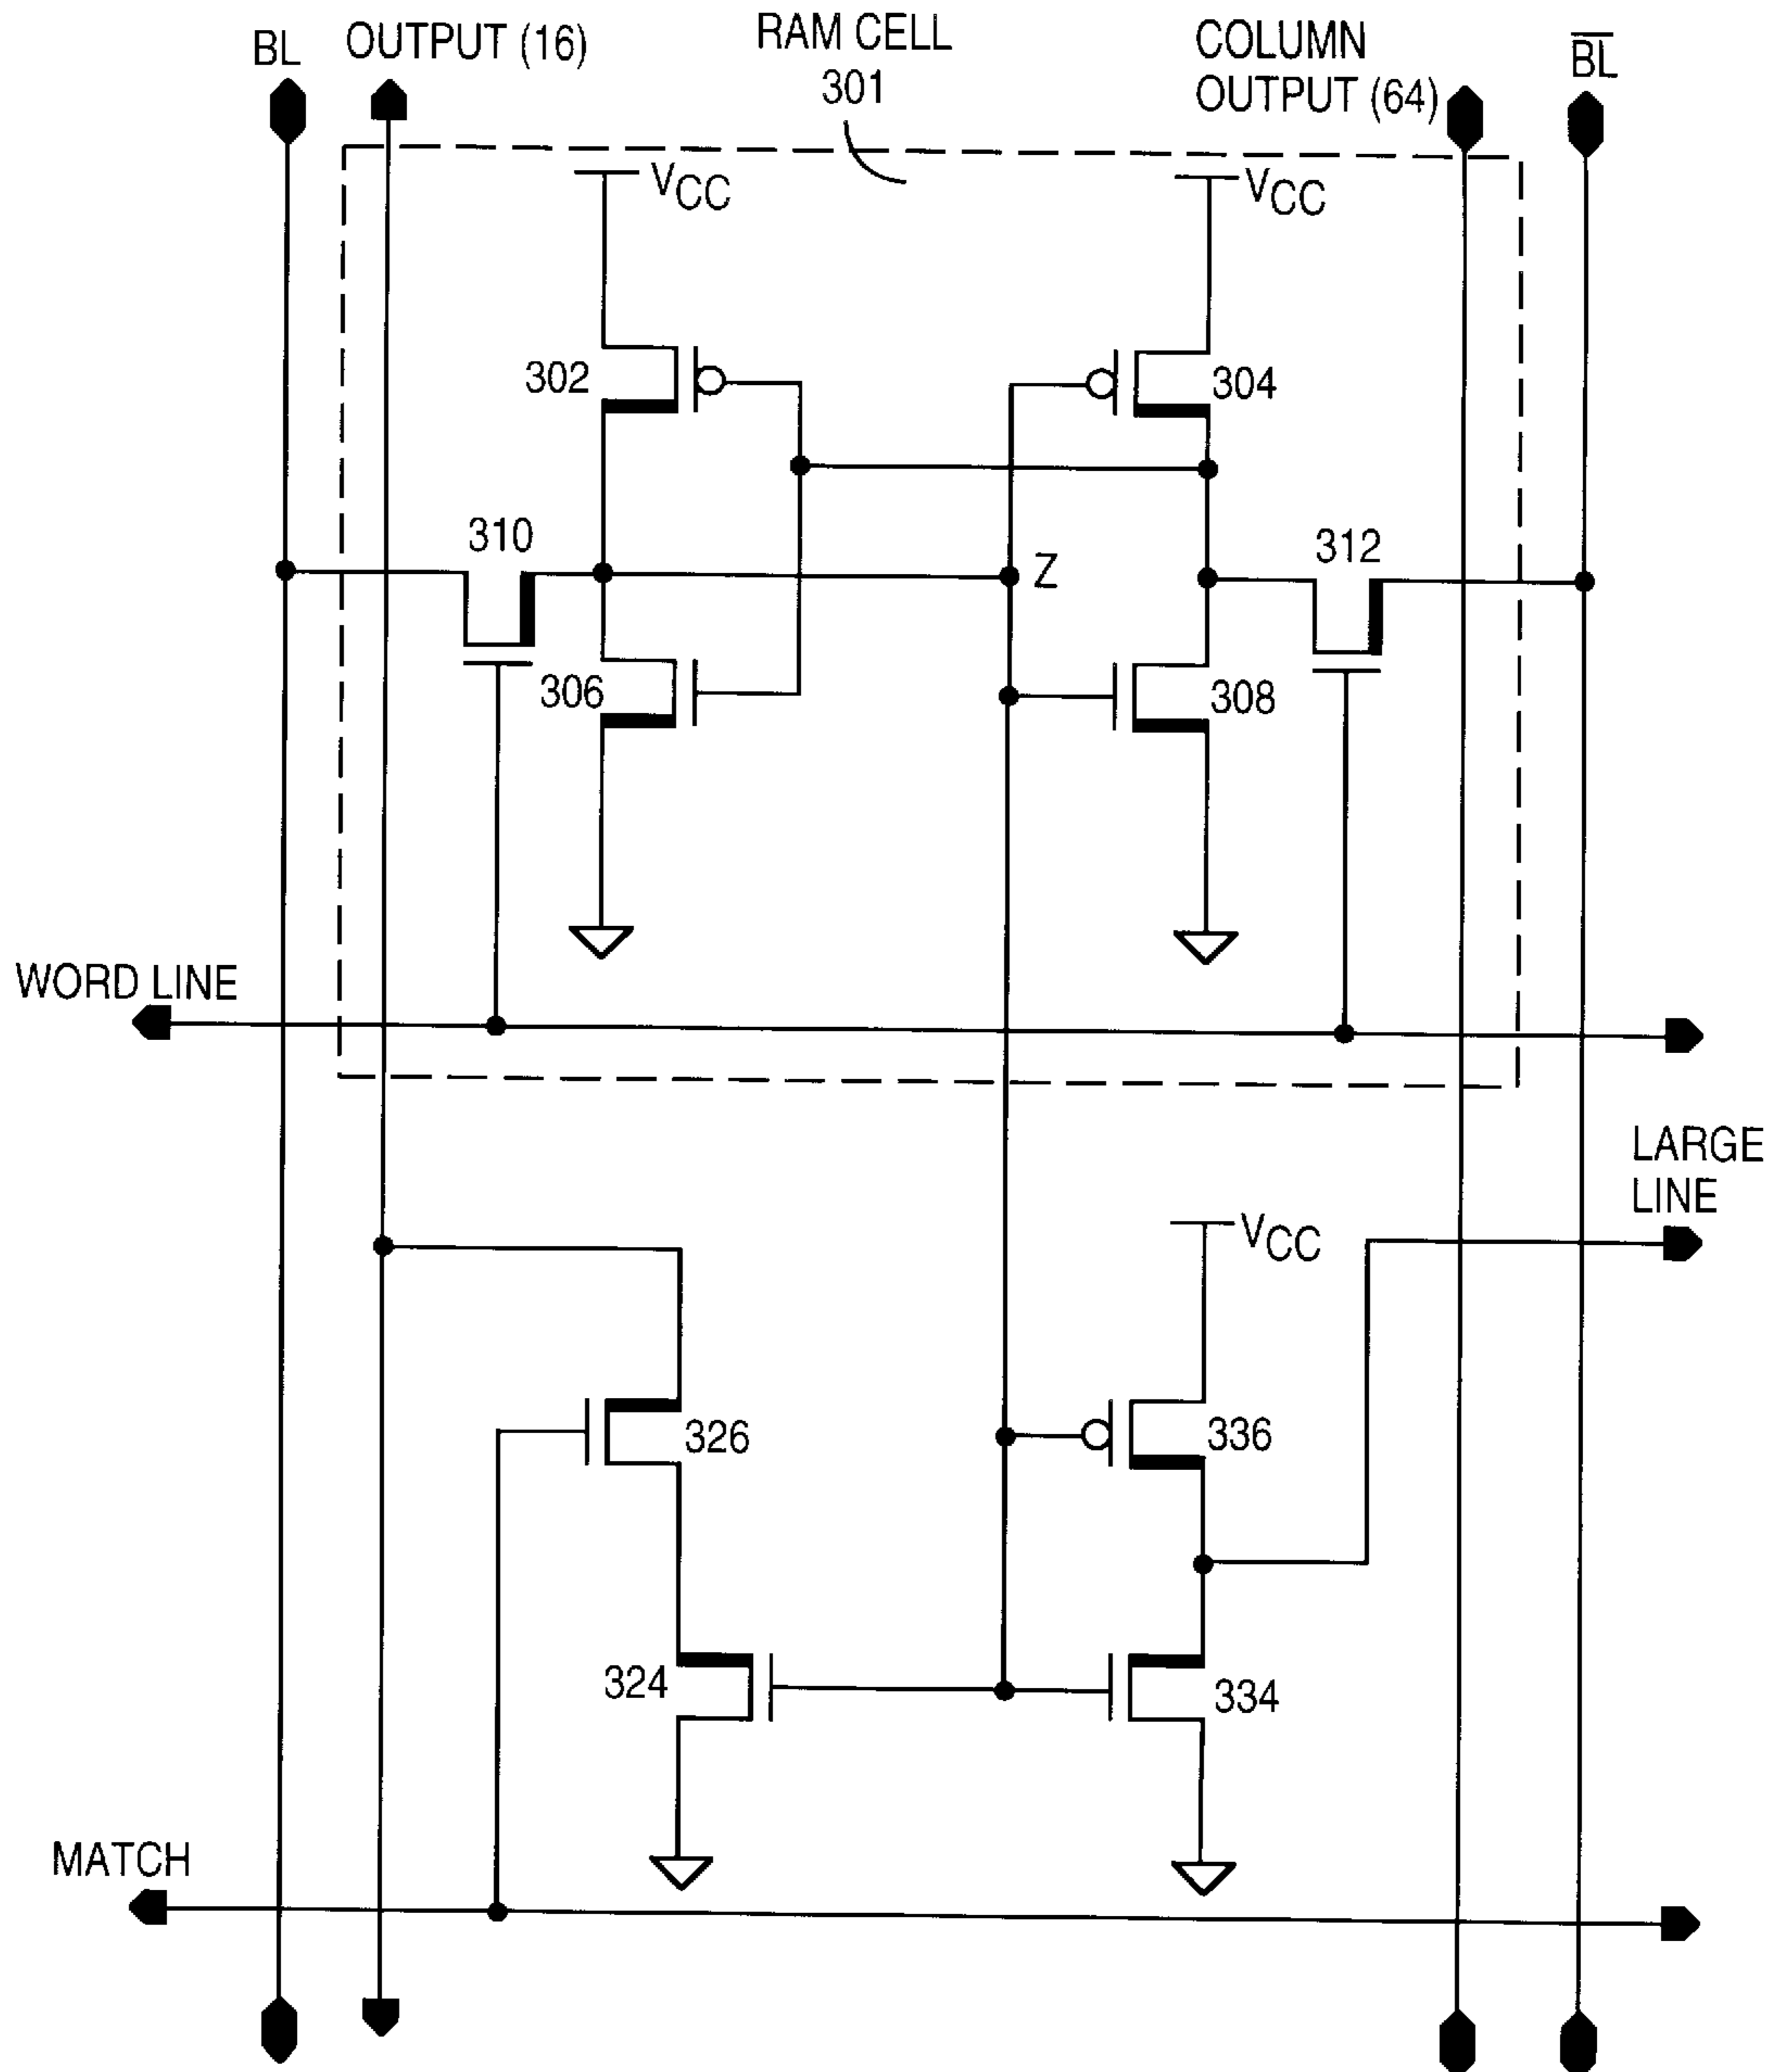 BL
OUTPUT (16)
RAM CELL
301
COLUMN
OUTPUT (64)
B̅L̅
VCC
VCC
302
304
310
Z
312
306
308
WORD LINE
LARGE
LINE
VCC
326
336
324
334
MATCH